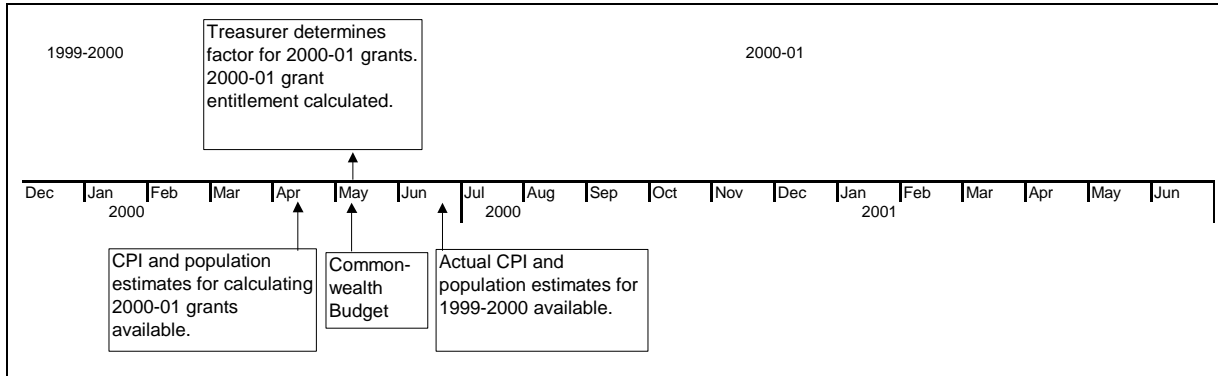 Treasurer determines
factor for 2000-01 grants.
2000-01 grant
entitlement calculated.
1999-2000
2000-01
Dec Jan Feb Mar Apr May Jun Jul Aug Sep Oct Nov Dec Jan Feb Mar Apr May Jun
2000 2000 2001
CPI and population
estimates for calculating
2000-01 grants
available.
Common-
wealth
Budget
Actual CPI and
population estimates for
1999-2000 available.